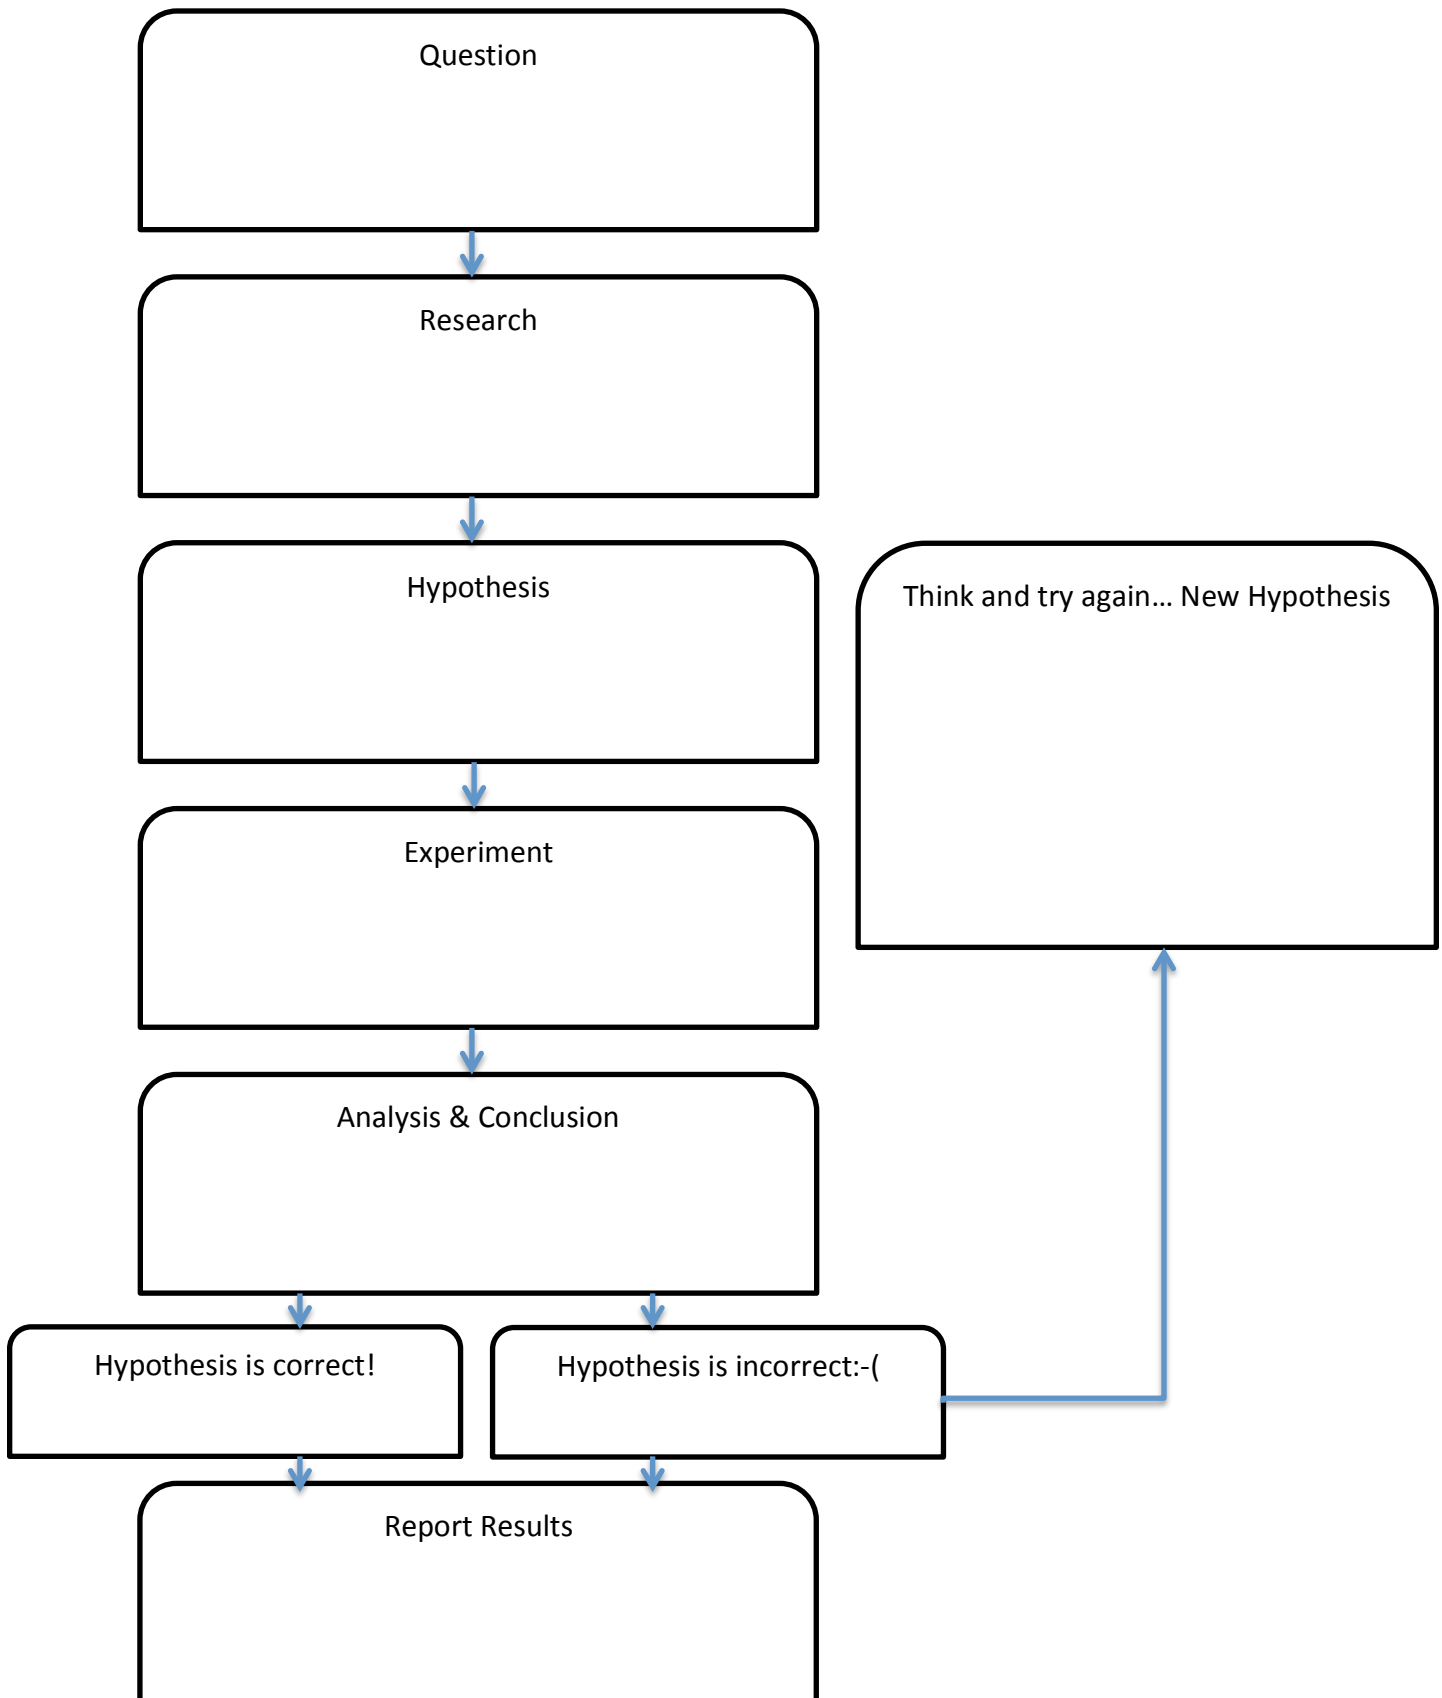 Question
Research
Hypothesis
Think and try again... New Hypothesis
Experiment
Analysis & Conclusion
Hypothesis is correct!
Hypothesis is incorrect:-(
Report Results